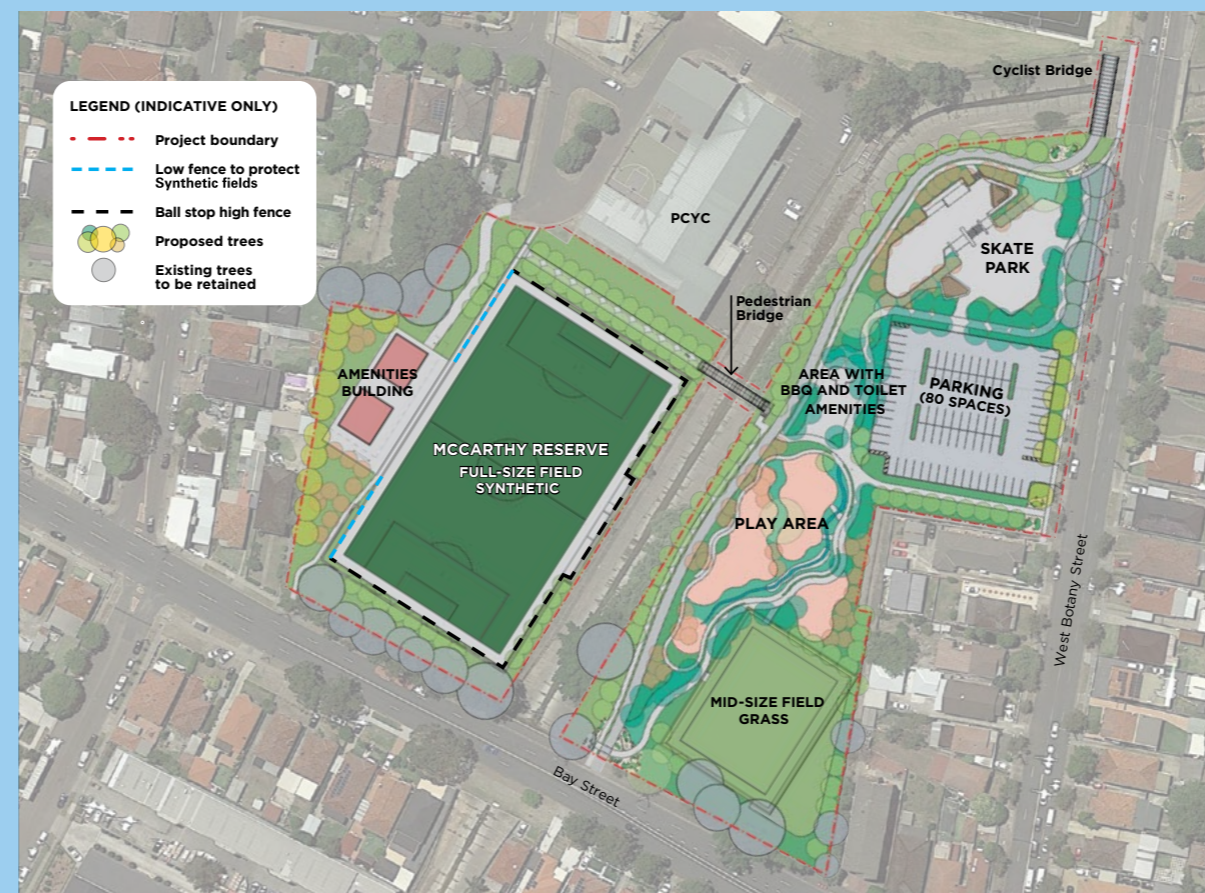 LEGEND (INDICATIVE ONLY)
Project boundary
Low fence to protect
Synthetic fields
Ball stop high fence
Proposed trees
Existing trees
to be retained
Cyclist Bridge
PCYC
SKATE
PARK
Pedestrian
Bridge
AMENITIES
BUILDING
AREA WITH
BBQ AND TOILET
AMENITIES
PARKING
(80 SPACES)
MCCARTHY RESERVE
FULL-SIZE FIELD
SYNTHETIC
PLAY AREA
West Botany Street
MID-SIZE FIELD
GRASS
Bay Street